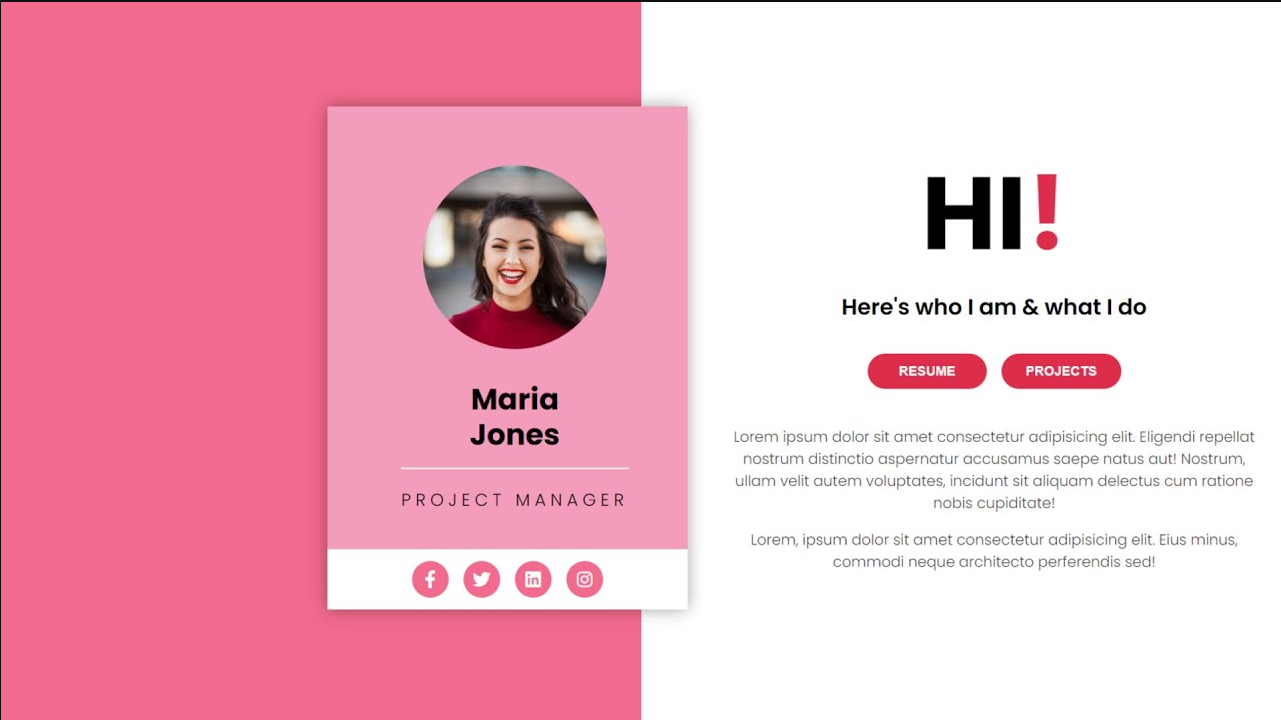 Maria
Jones
PROJECT MANAGER
HI!
Here's who I am & what I do
RESUME PROJECTS
Lorem ipsum dolor sit amet consectetur adipisicing elit. Eligendi repellat
nostrum distinctio aspernatur accusamus saepe natus aut! Nostrum,
ullam velit autem voluptates, incidunt sit aliquam delectus cum ratione
nobis cupiditate!
Lorem, ipsum dolor sit amet consectetur adipisicing elit. Eius minus,
commodi neque architecto perferendis sed!